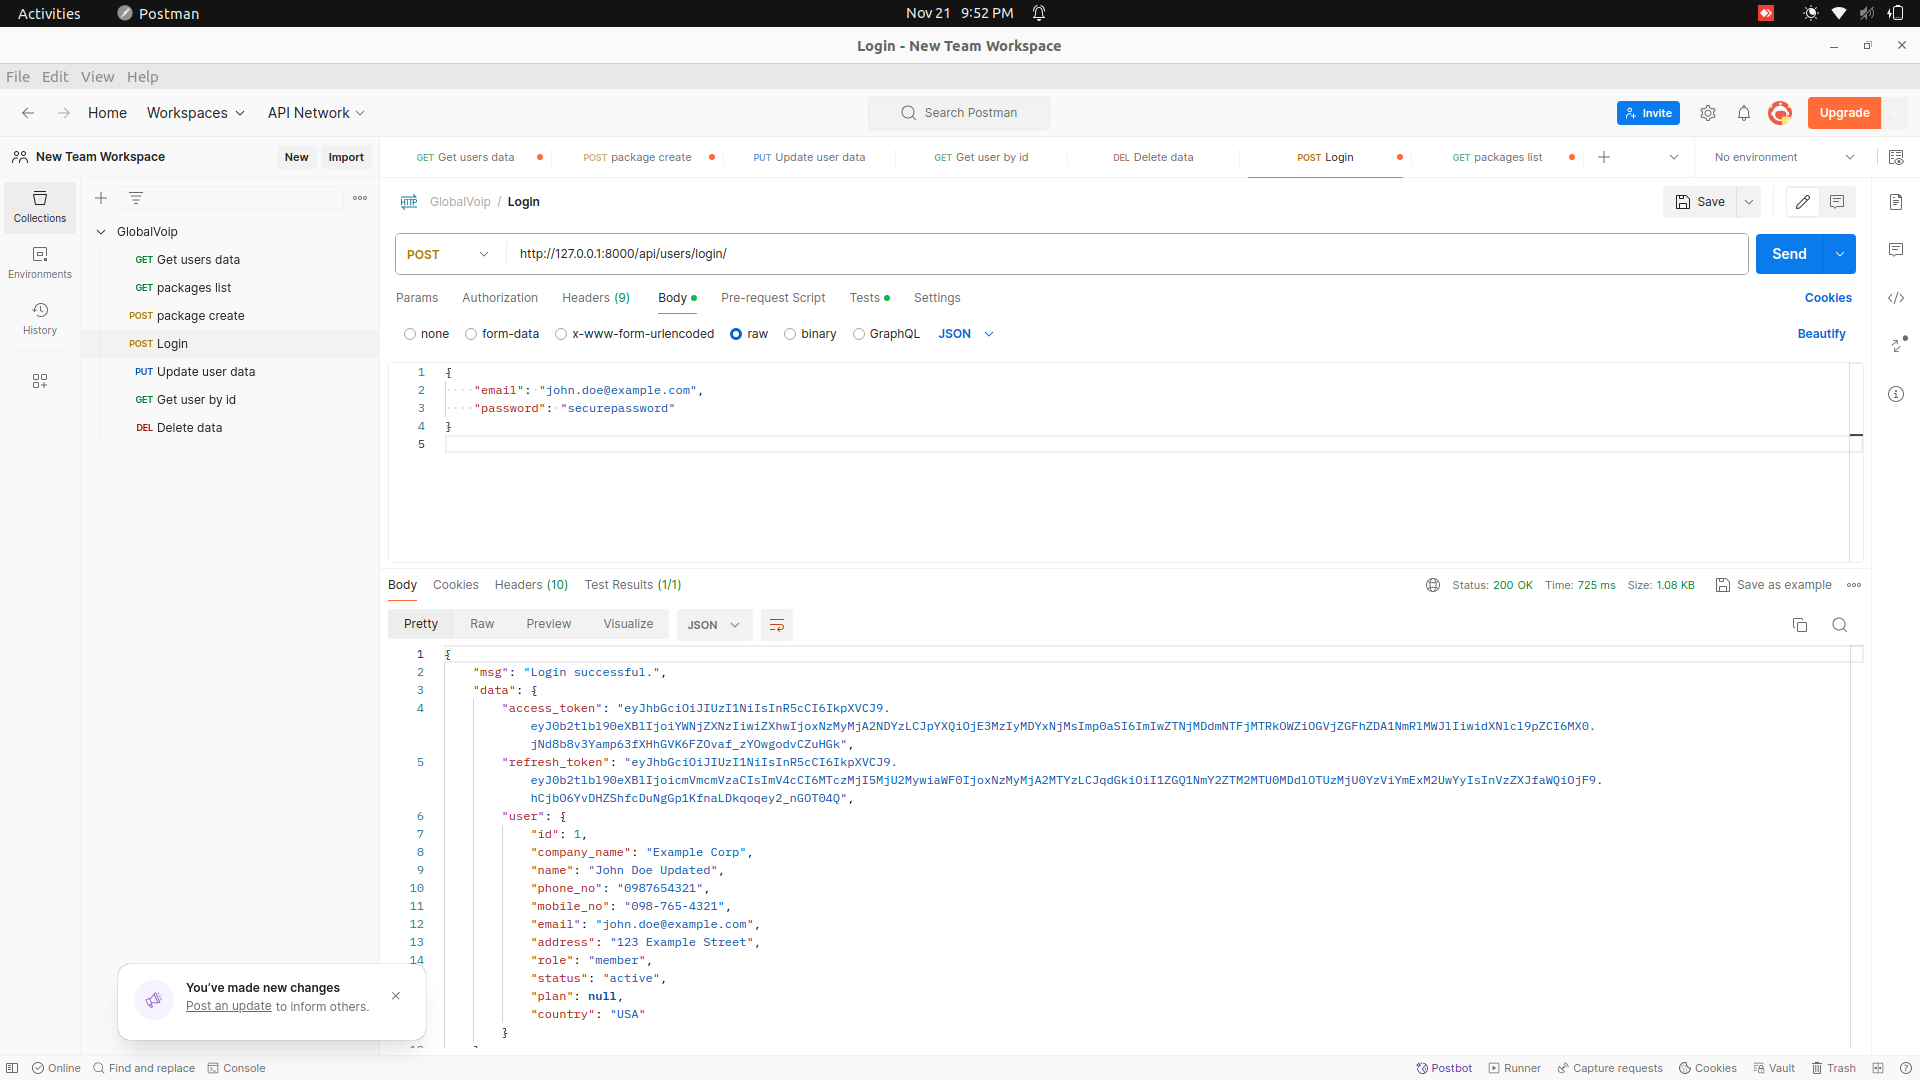 Activities
Postman
Nov 21 9:52 PM
Login - New Team Workspace
File Edit View Help
Home
Workspaces
API Network
Search Postman
Invite
Upgrade
New Team Workspace
New
Import
GET Get users data
POST package create
PUT Update user data
GET Get user by id
DEL Delete data
POST Login
GET packages list
No environment
Collections
Environments
History
GlobalVoip
GET Get users data
GET packages list
POST package create
POST Login
PUT Update user data
GET Get user by id
DEL Delete data
HTTP GlobalVoip / Login
Save
POST
http://127.0.0.1:8000/api/users/login/
Send
Params
Authorization
Headers (9)
Body
Pre-request Script
Tests
Settings
Cookies
none
form-data
x-www-form-urlencoded
raw
binary
GraphQL
JSON
Beautify
1 {
2 "email": "john.doe@example.com",
3 "password": "securepassword"
4 }
5
Body
Cookies
Headers (10)
Test Results (1/1)
Status: 200 OK
Time: 725 ms
Size: 1.08 KB
Save as example
Pretty
Raw
Preview
Visualize
JSON
1 {
2 "msg": "Login successful.",
3 "data": {
4 "access_token": "eyJhbGciOiJIUzI1NiIsInR5cCI6IkpXVCJ9.
5 "refresh_token": "eyJhbGciOiJIUzI1NiIsInR5cCI6IkpXVCJ9.
6 "user": {
7 "id": 1,
8 "company_name": "Example Corp",
9 "name": "John Doe Updated",
10 "phone_no": "0987654321",
11 "mobile_no": "098-765-4321",
12 "email": "john.doe@example.com",
13 "address": "123 Example Street",
14 "role": "member",
"status": "active",
"plan": null,
"country": "USA"
}
You've made new changes
Post an update to inform others.
Online
Find and replace
Console
Postbot
Runner
Capture requests
Cookies
Vault
Trash